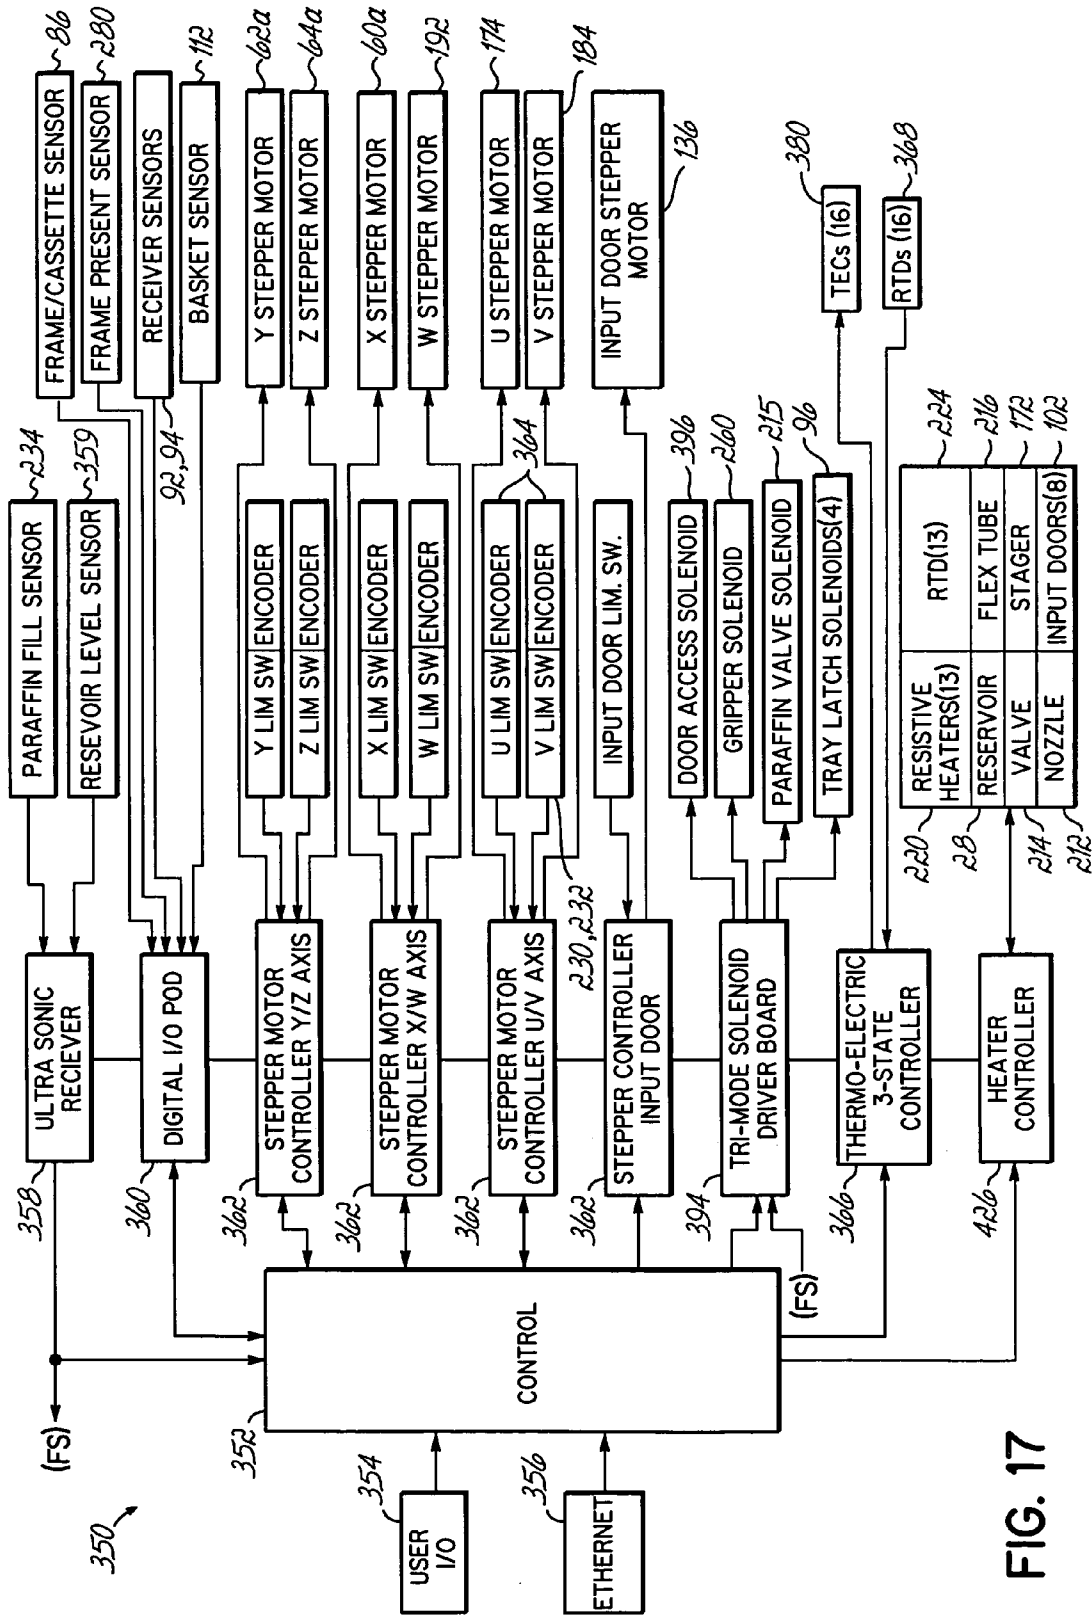 350
(FS)
358
ULTRA SONIC
RECIEVER
PARAFFIN FILL SENSOR
234
RESEVOIR LEVEL SENSOR
359
360
DIGITAL I/O POD
FRAME/CASSETTE SENSOR
86
FRAME PRESENT SENSOR
280
RECEIVER SENSORS
92,94
BASKET SENSOR
112
352
CONTROL
354
USER
I/O
356
ETHERNET
362
STEPPER MOTOR
CONTROLLER Y/Z AXIS
Y LIM SW
ENCODER
Z LIM SW
ENCODER
Y STEPPER MOTOR
62a
Z STEPPER MOTOR
64a
362
STEPPER MOTOR
CONTROLLER X/W AXIS
X LIM SW
ENCODER
W LIM SW
ENCODER
X STEPPER MOTOR
60a
W STEPPER MOTOR
192
362
STEPPER MOTOR
CONTROLLER U/V AXIS
U LIM SW
ENCODER
V LIM SW
ENCODER
364
230,232
U STEPPER MOTOR
174
V STEPPER MOTOR
184
362
STEPPER CONTROLLER
INPUT DOOR
INPUT DOOR LIM. SW.
INPUT DOOR STEPPER
MOTOR
136
394
(FS)
TRI-MODE SOLENOID
DRIVER BOARD
DOOR ACCESS SOLENOID
396
GRIPPER SOLENOID
260
PARAFFIN VALVE SOLENOID
215
TRAY LATCH SOLENOIDS(4)
96
366
THERMO-ELECTRIC
3-STATE
CONTROLLER
TECs (16)
380
RTDs (16)
368
426
HEATER
CONTROLLER
220
RESISTIVE
HEATERS(13)
RTD(13)
224
28
RESERVOIR
FLEX TUBE
216
214
VALVE
STAGER
172
212
NOZZLE
INPUT DOORS(8)
102
FIG. 17